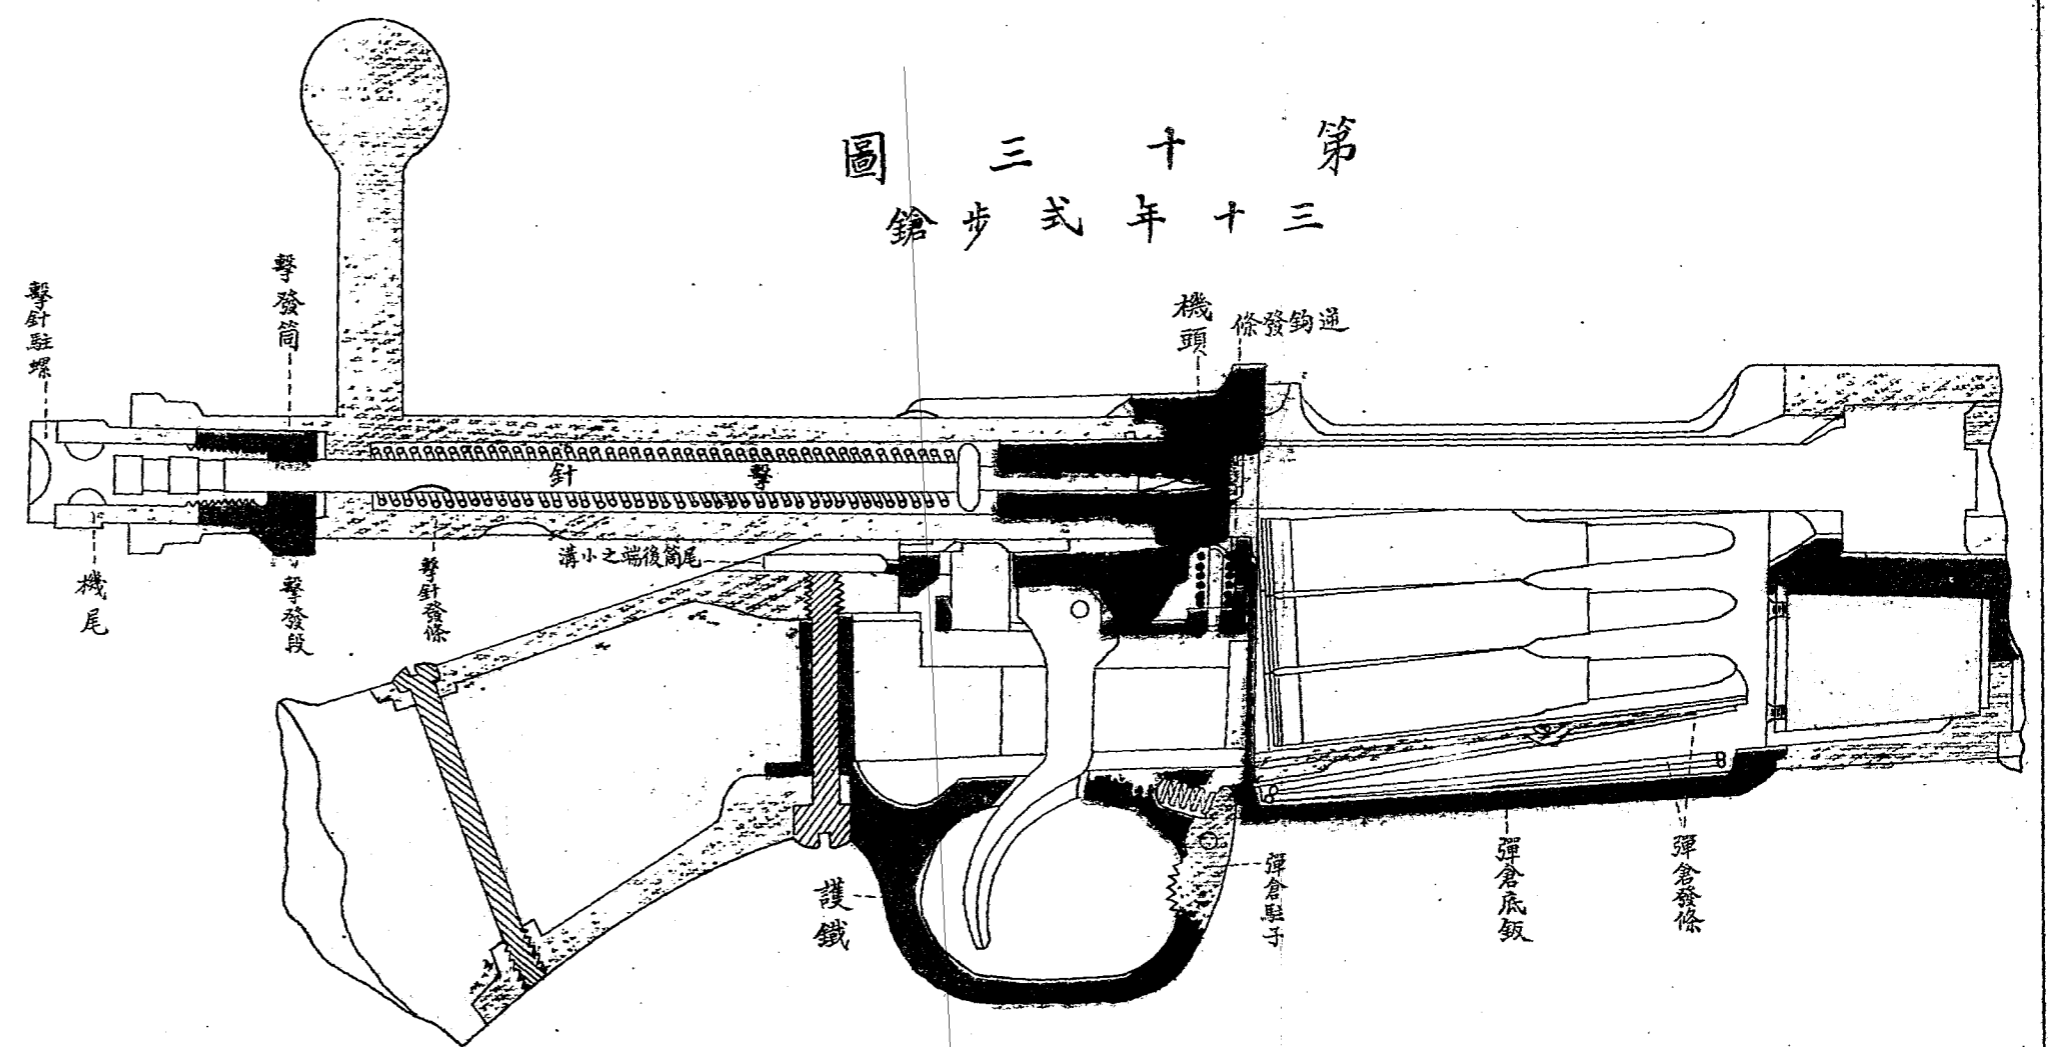 第十三圖
三十年式步鎗
擊針駐螺
擊發筒
機頭
逆鉤發條
擊針
尾筒後端之小溝
機尾
擊發段
擊針發條
護鐵
彈倉駐子
彈倉底鈑
彈倉發條